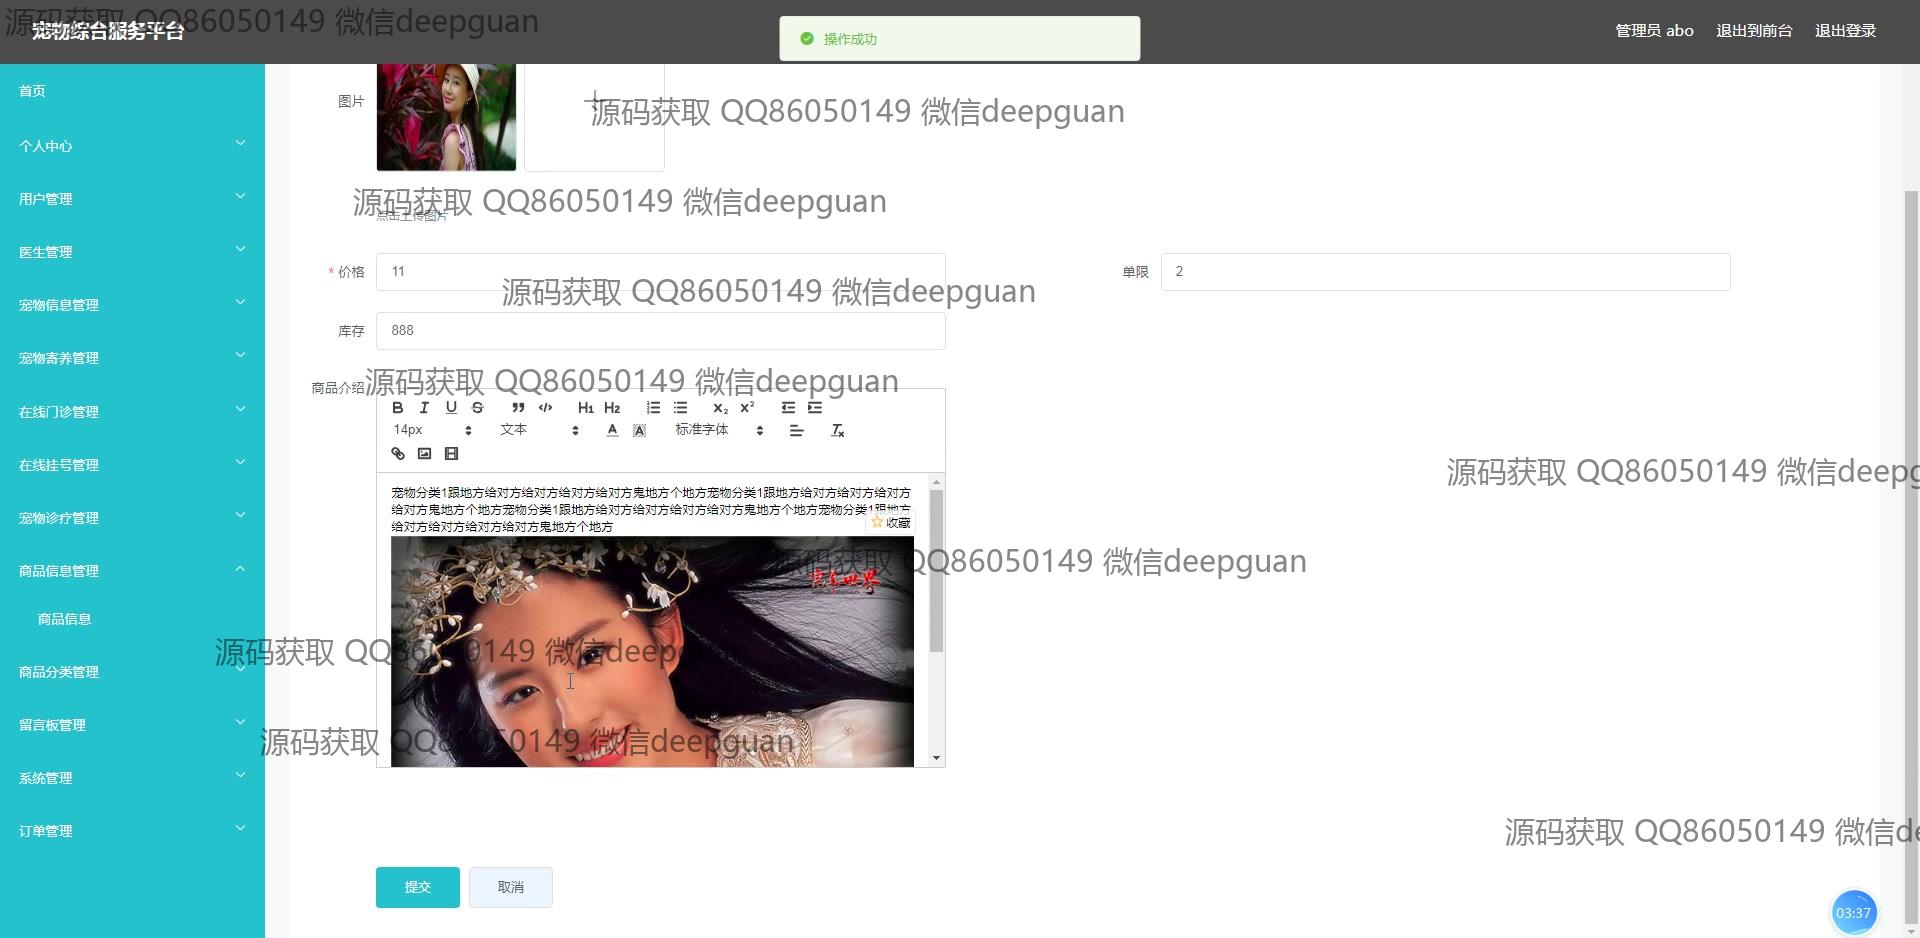 源码获取 QQ86050149 微信deepguan
宠物综合服务平台
操作成功
管理员 abo
退出到前台
退出登录
首页
个人中心
用户管理
医生管理
宠物信息管理
宠物寄养管理
在线门诊管理
在线挂号管理
宠物诊疗管理
商品信息管理
商品信息
商品分类管理
留言板管理
系统管理
订单管理
图片
源码获取 QQ86050149 微信deepguan
源码获取 QQ86050149 微信deepguan
点击上传图片
* 价格 11
单限 2
源码获取 QQ86050149 微信deepguan
库存 888
源码获取 QQ86050149 微信deepguan
商品介绍
B I U S H1 H2 X₂ X²
14px 文本 A A 标准字体
源码获取 QQ86050149 微信deepg
宠物分类1跟地方给对方给对方给对方给对方鬼地方个地方宠物分类1跟地方给对方给对方给对方
给对方鬼地方个地方宠物分类1跟地方给对方给对方给对方给对方鬼地方个地方宠物分类1跟地方
给对方给对方给对方给对方鬼地方个地方
收藏
源码获取 QQ86050149 微信deepguan
完美世界
源码获取 QQ86050149 微信deepguan
源码获取 QQ86050149 微信deepguan
源码获取 QQ86050149 微信de
提交
取消
03:37